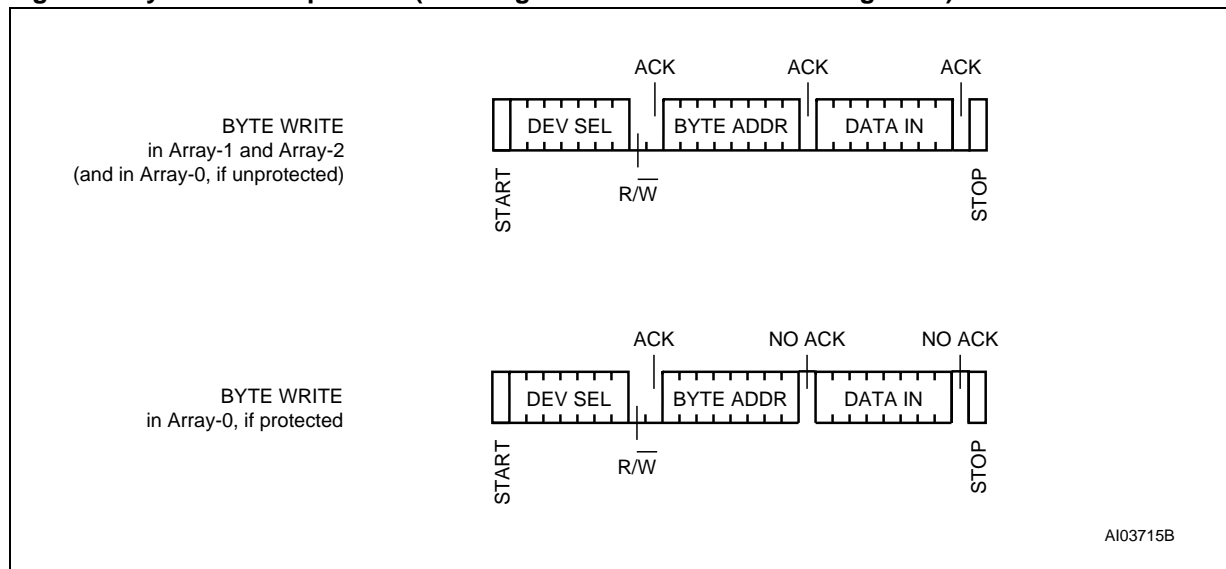 ACK ACK ACK
BYTE WRITE
in Array-1 and Array-2
(and in Array-0, if unprotected)
DEV SEL BYTE ADDR DATA IN
START R/W̅ STOP
ACK NO ACK NO ACK
BYTE WRITE
in Array-0, if protected
DEV SEL BYTE ADDR DATA IN
START R/W̅ STOP
AI03715B